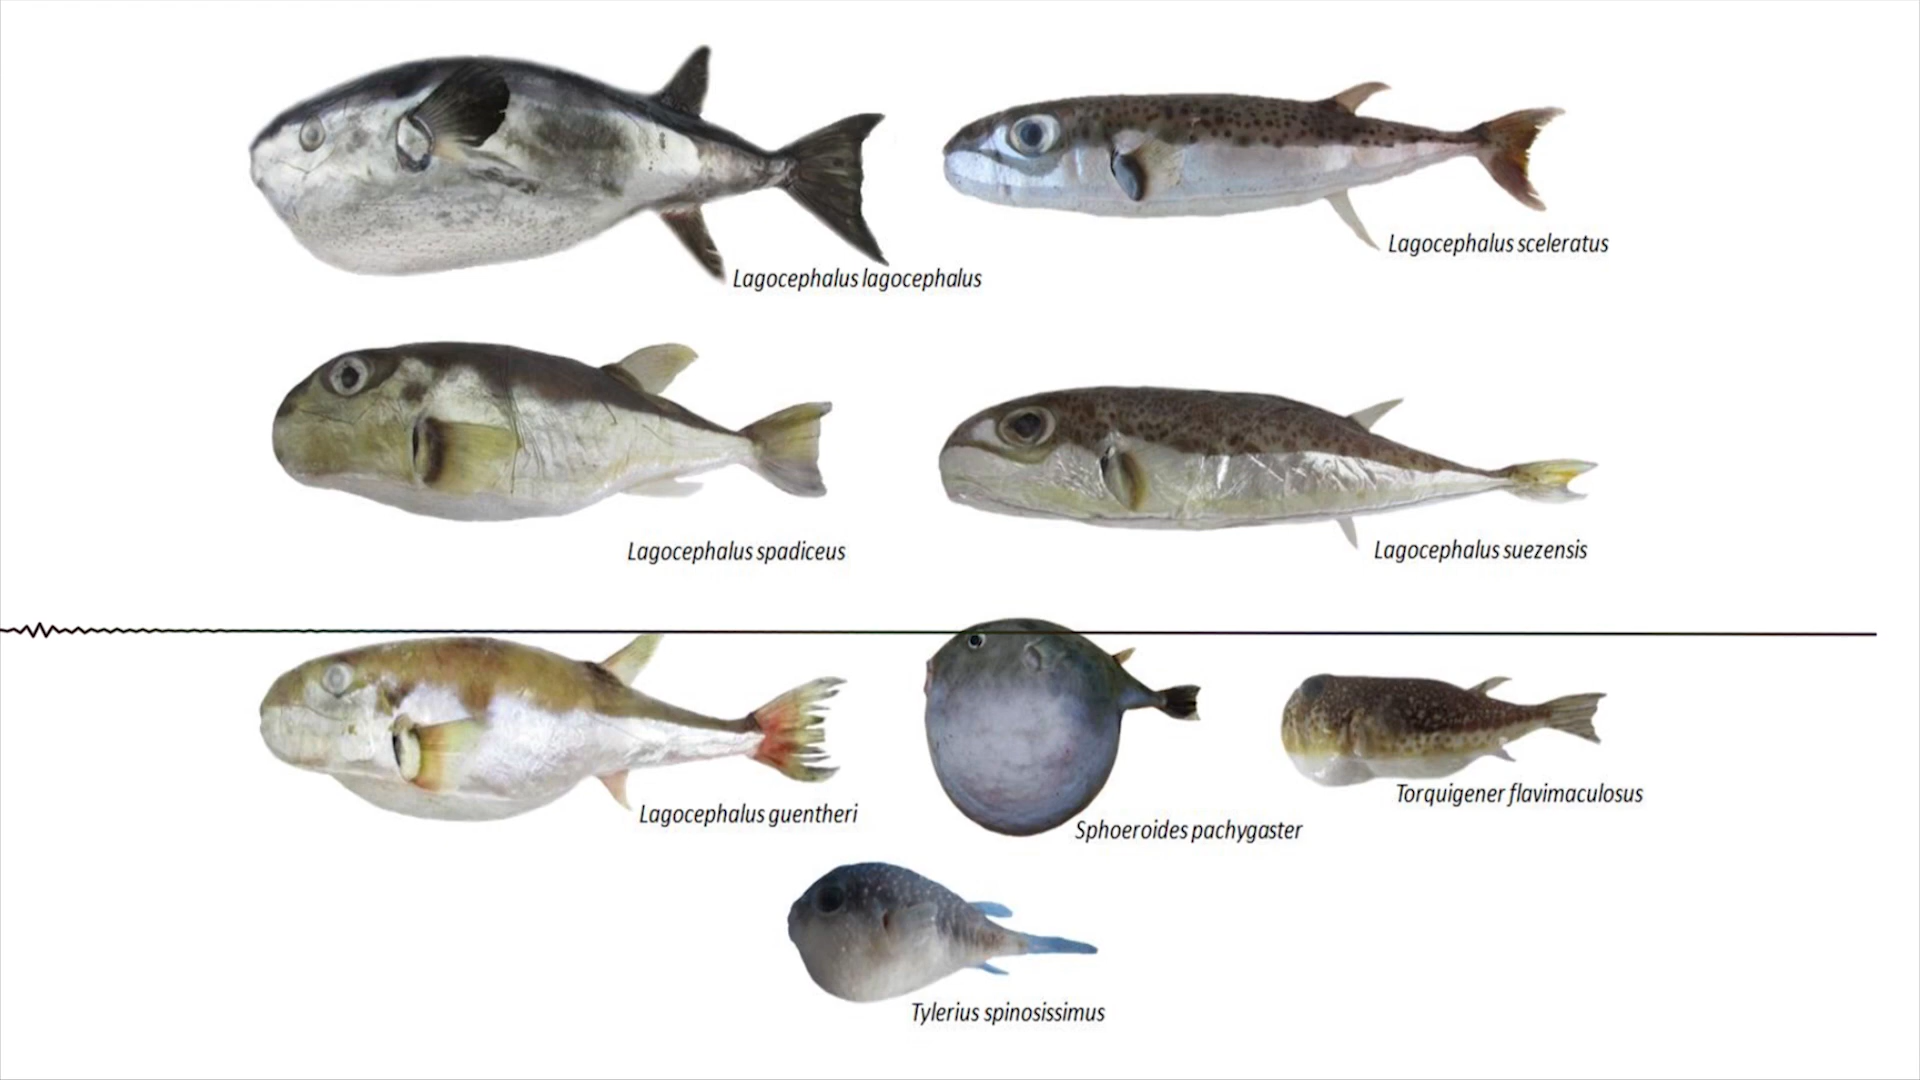 Lagocephalus lagocephalus
Lagocephalus sceleratus
Lagocephalus spadiceus
Lagocephalus suezensis
Lagocephalus guentheri
Sphoeroides pachygaster
Torquigener flavimaculosus
Tylerius spinosissimus